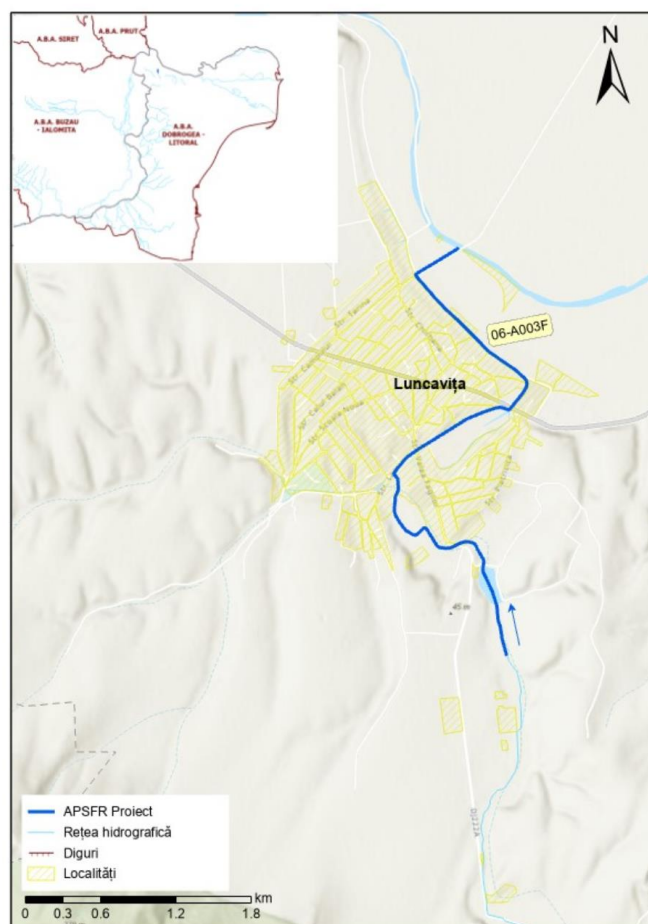 A.B.A. SIRET
A.B.A. PRUT
A.B.A. BUZAU
- IALOMITA
A.B.A.
DOBROGEA -
LITORAL
N
06-A003F
Luncavița
45 m
DJ222A
APSFR Proiect
Rețea hidrografică
Diguri
Localități
0 0.3 0.6 1.2 1.8
km